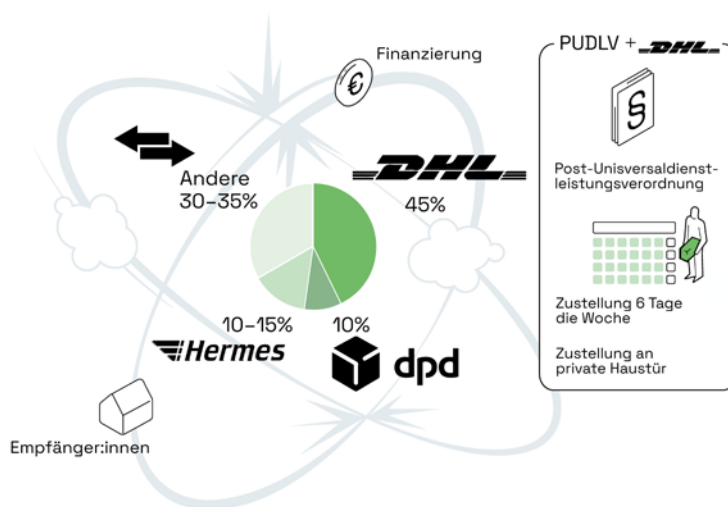 Finanzierung
Andere
30–35%
DHL
45%
10–15%
10%
Hermes
dpd
Empfänger:innen
PUDLV + DHL
§
Post-Unisversaldienst-
leistungsverordnung
Zustellung 6 Tage
die Woche
Zustellung an
private Haustür